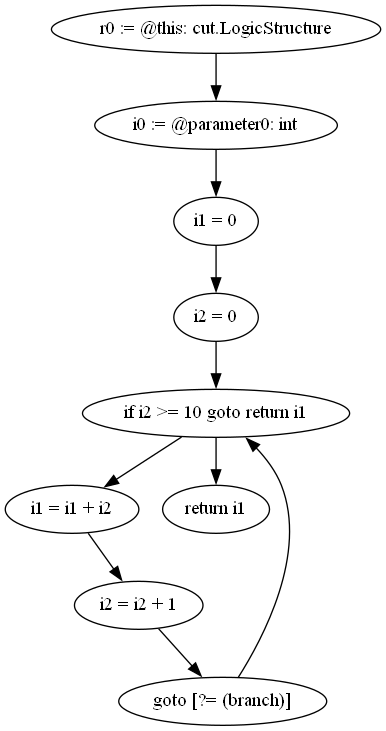 r0 := @this: cut.LogicStructure
i0 := @parameter0: int
i1 = 0
i2 = 0
if i2 >= 10 goto return i1
i1 = i1 + i2
return i1
i2 = i2 + 1
goto [?= (branch)]